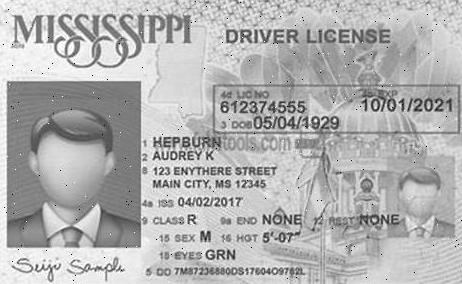 MISSISSIPPI
DRIVER LICENSE
4d LIC NO
4b EXP
612374555
10/01/2021
3 DOB 05/04/1929
1 HEPBURN
2 AUDREY K
8 123 ENYTHERE STREET
MAIN CITY, MS 12345
4a ISS 04/02/2017
9 CLASS R 9a END NONE 12 REST NONE
15 SEX M 16 HGT 5'-07"
18 EYES GRN
Seiji Sample
5 DD 7M87236880DS17604O9762L